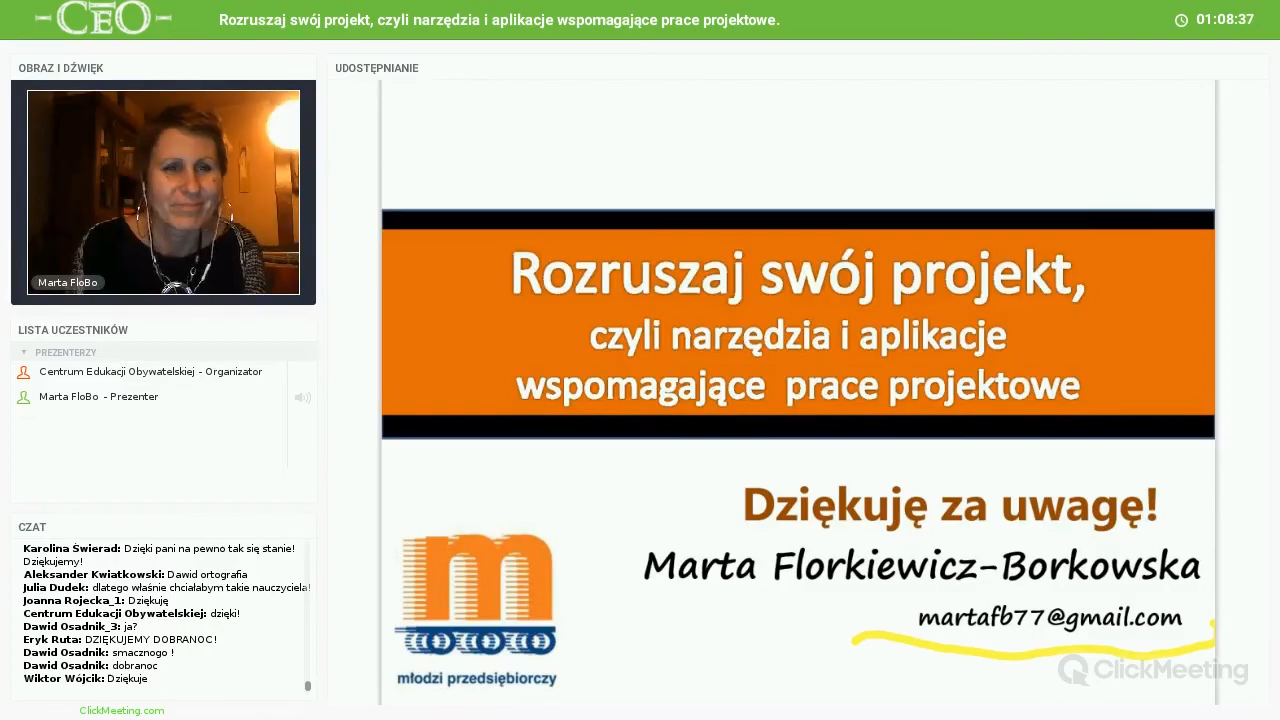 CEO
Rozruszaj swój projekt, czyli narzędzia i aplikacje wspomagające prace projektowe.
01:08:37
OBRAZ I DŹWIĘK
Marta FloBo
LISTA UCZESTNIKÓW
PREZENTERZY
Centrum Edukacji Obywatelskiej - Organizator
Marta FloBo - Prezenter
CZAT
Karolina Świerad: Dzięki pani na pewno tak się stanie!
Dziękujemy!
Aleksander Kwiatkowski: Dawid ortografia
Julia Dudek: dlatego właśnie chciałabym takie nauczyciela!
Joanna Rojecka_1: Dziękuję
Centrum Edukacji Obywatelskiej: dzięki!
Dawid Osadnik_3: ja?
Eryk Ruta: DZIĘKUJEMY DOBRANOC!
Dawid Osadnik: smacznogo !
Dawid Osadnik: dobranoc
Wiktor Wójcik: Dziękuje
ClickMeeting.com
UDOSTĘPNIANIE
Rozruszaj swój projekt,
czyli narzędzia i aplikacje
wspomagające prace projektowe
Dziękuję za uwagę!
Marta Florkiewicz-Borkowska
martafb77@gmail.com
m
młodzi przedsiębiorczy
ClickMeeting